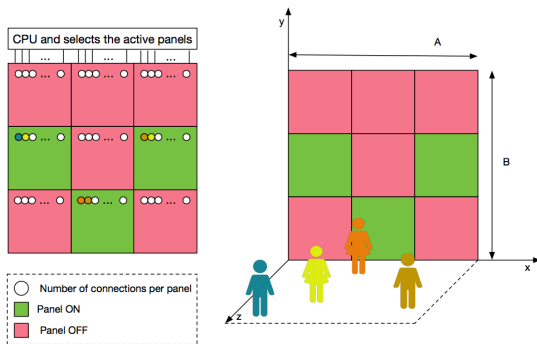 CPU and selects the active panels
... ... ...
... ... ...
... ... ...
... ... ...
Number of connections per panel
Panel ON
Panel OFF
y
A
B
x
z